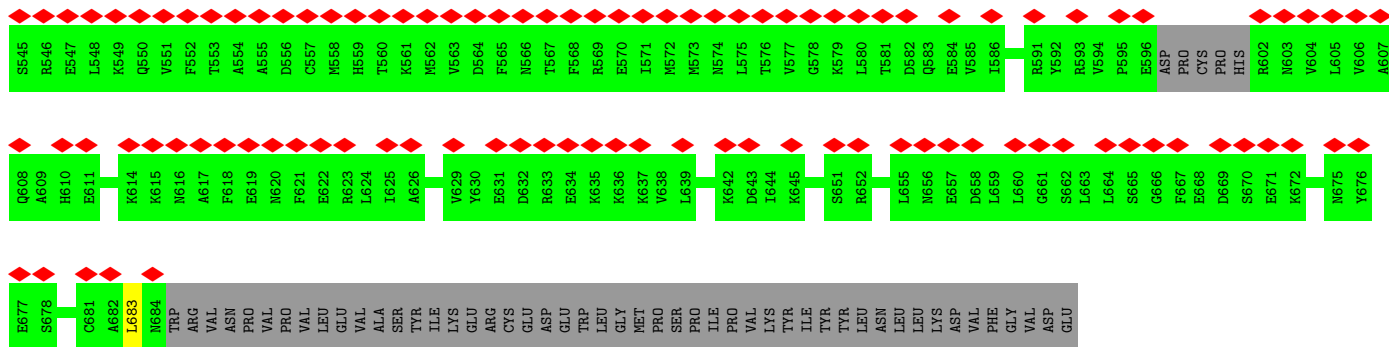 S545 R546 E547 L548 K549 Q550 V551 F552 T553 A554 A555 D556 C557 M558 H559 T560 K561 M562 V563 D564 F565 N566 T567 F568 R569 E570 I571 M572 M573 N574 L575 T576 V577 G578 K579 L580 T581 D582 Q583 E584 V585 I586 R591 Y592 R593 V594 P595 E596 ASP PRO CYS PRO HIS R602 N603 V604 L605 V606 A607
Q608 A609 H610 E611 K614 K615 N616 A617 F618 E619 N620 F621 E622 R623 L624 I625 A626 V629 Y630 E631 D632 R633 E634 K635 K636 K637 V638 L639 K642 D643 I644 K645 S651 R652 L655 N656 E657 D658 L659 L660 G661 S662 L663 L664 S665 G666 F667 E668 D669 S670 E671 K672 N675 Y676
E677 S678 C681 A682 L683 N684 TRP ARG VAL ASN PRO VAL PRO VAL LEU GLU VAL ALA SER TYR ILE LYS GLU ARG CYS GLU ASP GLU TRP LEU GLY MET PRO SER PRO ILE PRO VAL LYS TYR ILE TYR TYR LEU ASN LEU LEU LYS ASP VAL PHE GLY VAL ASP GLU